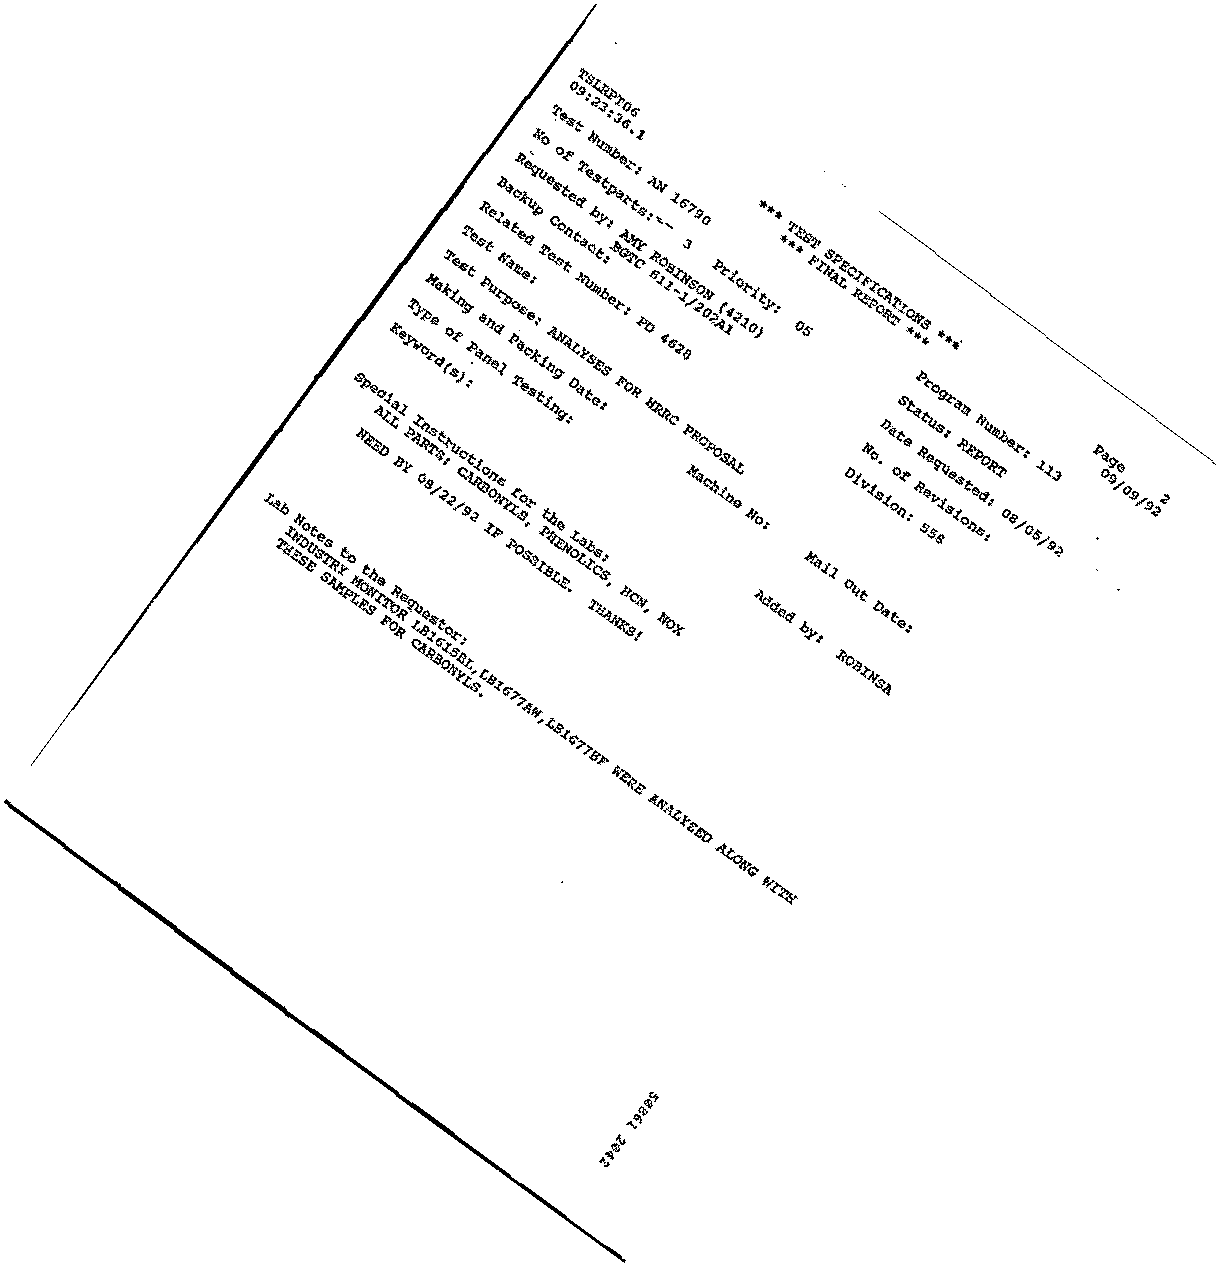 TSLRPT06 *** TEST SPECIFICATIONS *** Page 2
09:23:36.1 *** FINAL REPORT *** 09/09/92
Test Number: AN 16790 Program Number: 113
No of Testparts:-- 3 Priority: 05 Status: REPORT
Requested by: AMY ROBINSON (4210) Date Requested: 08/05/92
BGTC 611-1/202A1
Backup Contact: No. of Revisions:
Related Test Number: PD 4628 Division: 556
Test Name:
Test Purpose: ANALYSES FOR HRRC PROPOSAL
Making and Packing Date: Machine No: Mail Out Date:
Type of Panel Testing:
Keyword(s): Added by: ROBINSA
Special Instructions for the Labs:
ALL PARTS: CARBONYLS, PHENOLICS, HCN, NOX
NEED BY 08/22/92 IF POSSIBLE. THANKS!
Lab Notes to the Requestor:
INDUSTRY MONITOR LB1615BL,LB1677AW,LB1677BF WERE ANALYZED ALONG WITH
THESE SAMPLES FOR CARBONYLS.
50861 2042